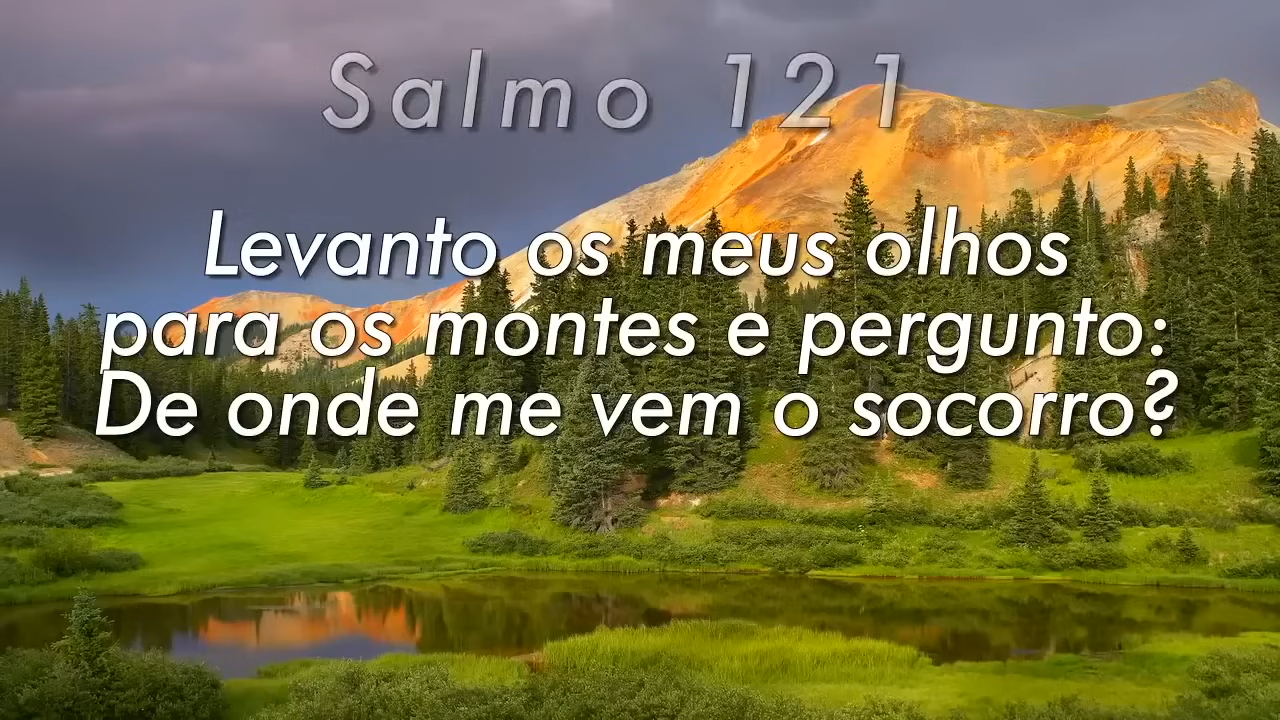 Salmo 121
Levanto os meus olhos
para os montes e pergunto:
De onde me vem o socorro?